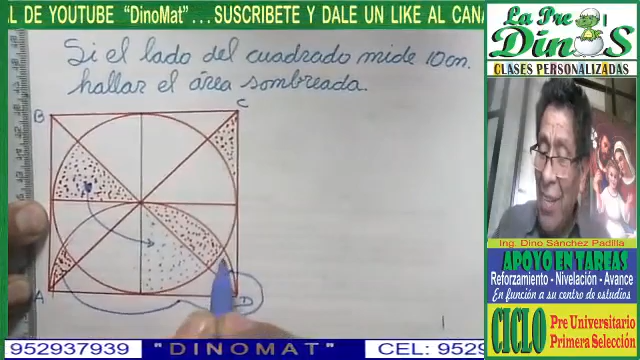 AL DE YOUTUBE "DinoMat"...SUSCRIBETE Y DALE UN LIKE AL CANA
La Pre
DinoS
CLASES PERSONALIZADAS
Si el lado del cuadrado mide 10cm.
hallar el área sombreada.
B
C
A
D
1
Ing. Dino Sánchez Padilla
APOYO EN TAREAS
Reforzamiento - Nivelación - Avance
En función a su centro de estudios
CICLO
Pre Universitario
Primera Selección
952937939 "DINOMAT" CEL: 9529